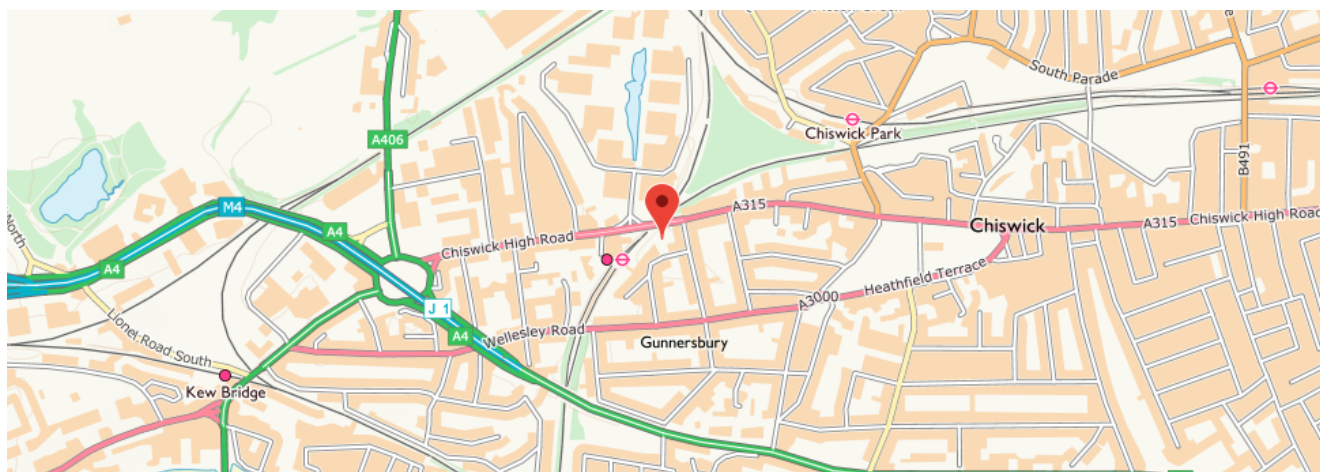 South Parade
A406
Chiswick Park
B491
M4
A315
North
A4
Chiswick High Road
Chiswick
A315
Chiswick High Road
A4
Heathfield Terrace
A3000
J 1
Lionel Road South
A4
Wellesley Road
Gunnersbury
Kew Bridge